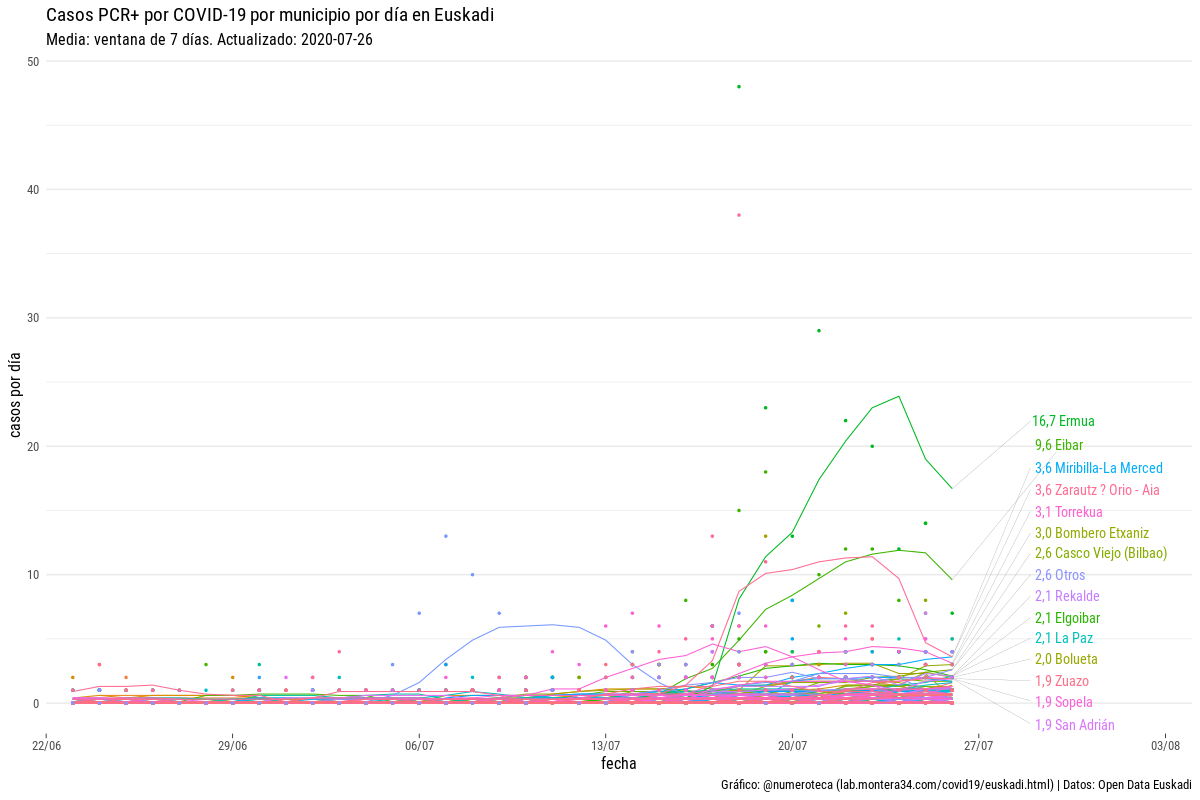 Casos PCR+ por COVID-19 por municipio por día en Euskadi
Media: ventana de 7 días. Actualizado: 2020-07-26
50
40
30
20
10
0
casos por día
16,7 Ermua
9,6 Eibar
3,6 Miribilla-La Merced
3,6 Zarautz ? Orio - Aia
3,1 Torrekua
3,0 Bombero Etxaniz
2,6 Casco Viejo (Bilbao)
2,6 Otros
2,1 Rekalde
2,1 Elgoibar
2,1 La Paz
2,0 Bolueta
1,9 Zuazo
1,9 Sopela
1,9 San Adrián
22/06 29/06 06/07 13/07 20/07 27/07 03/08
fecha
Gráfico: @numeroteca (lab.montera34.com/covid19/euskadi.html) | Datos: Open Data Euskadi